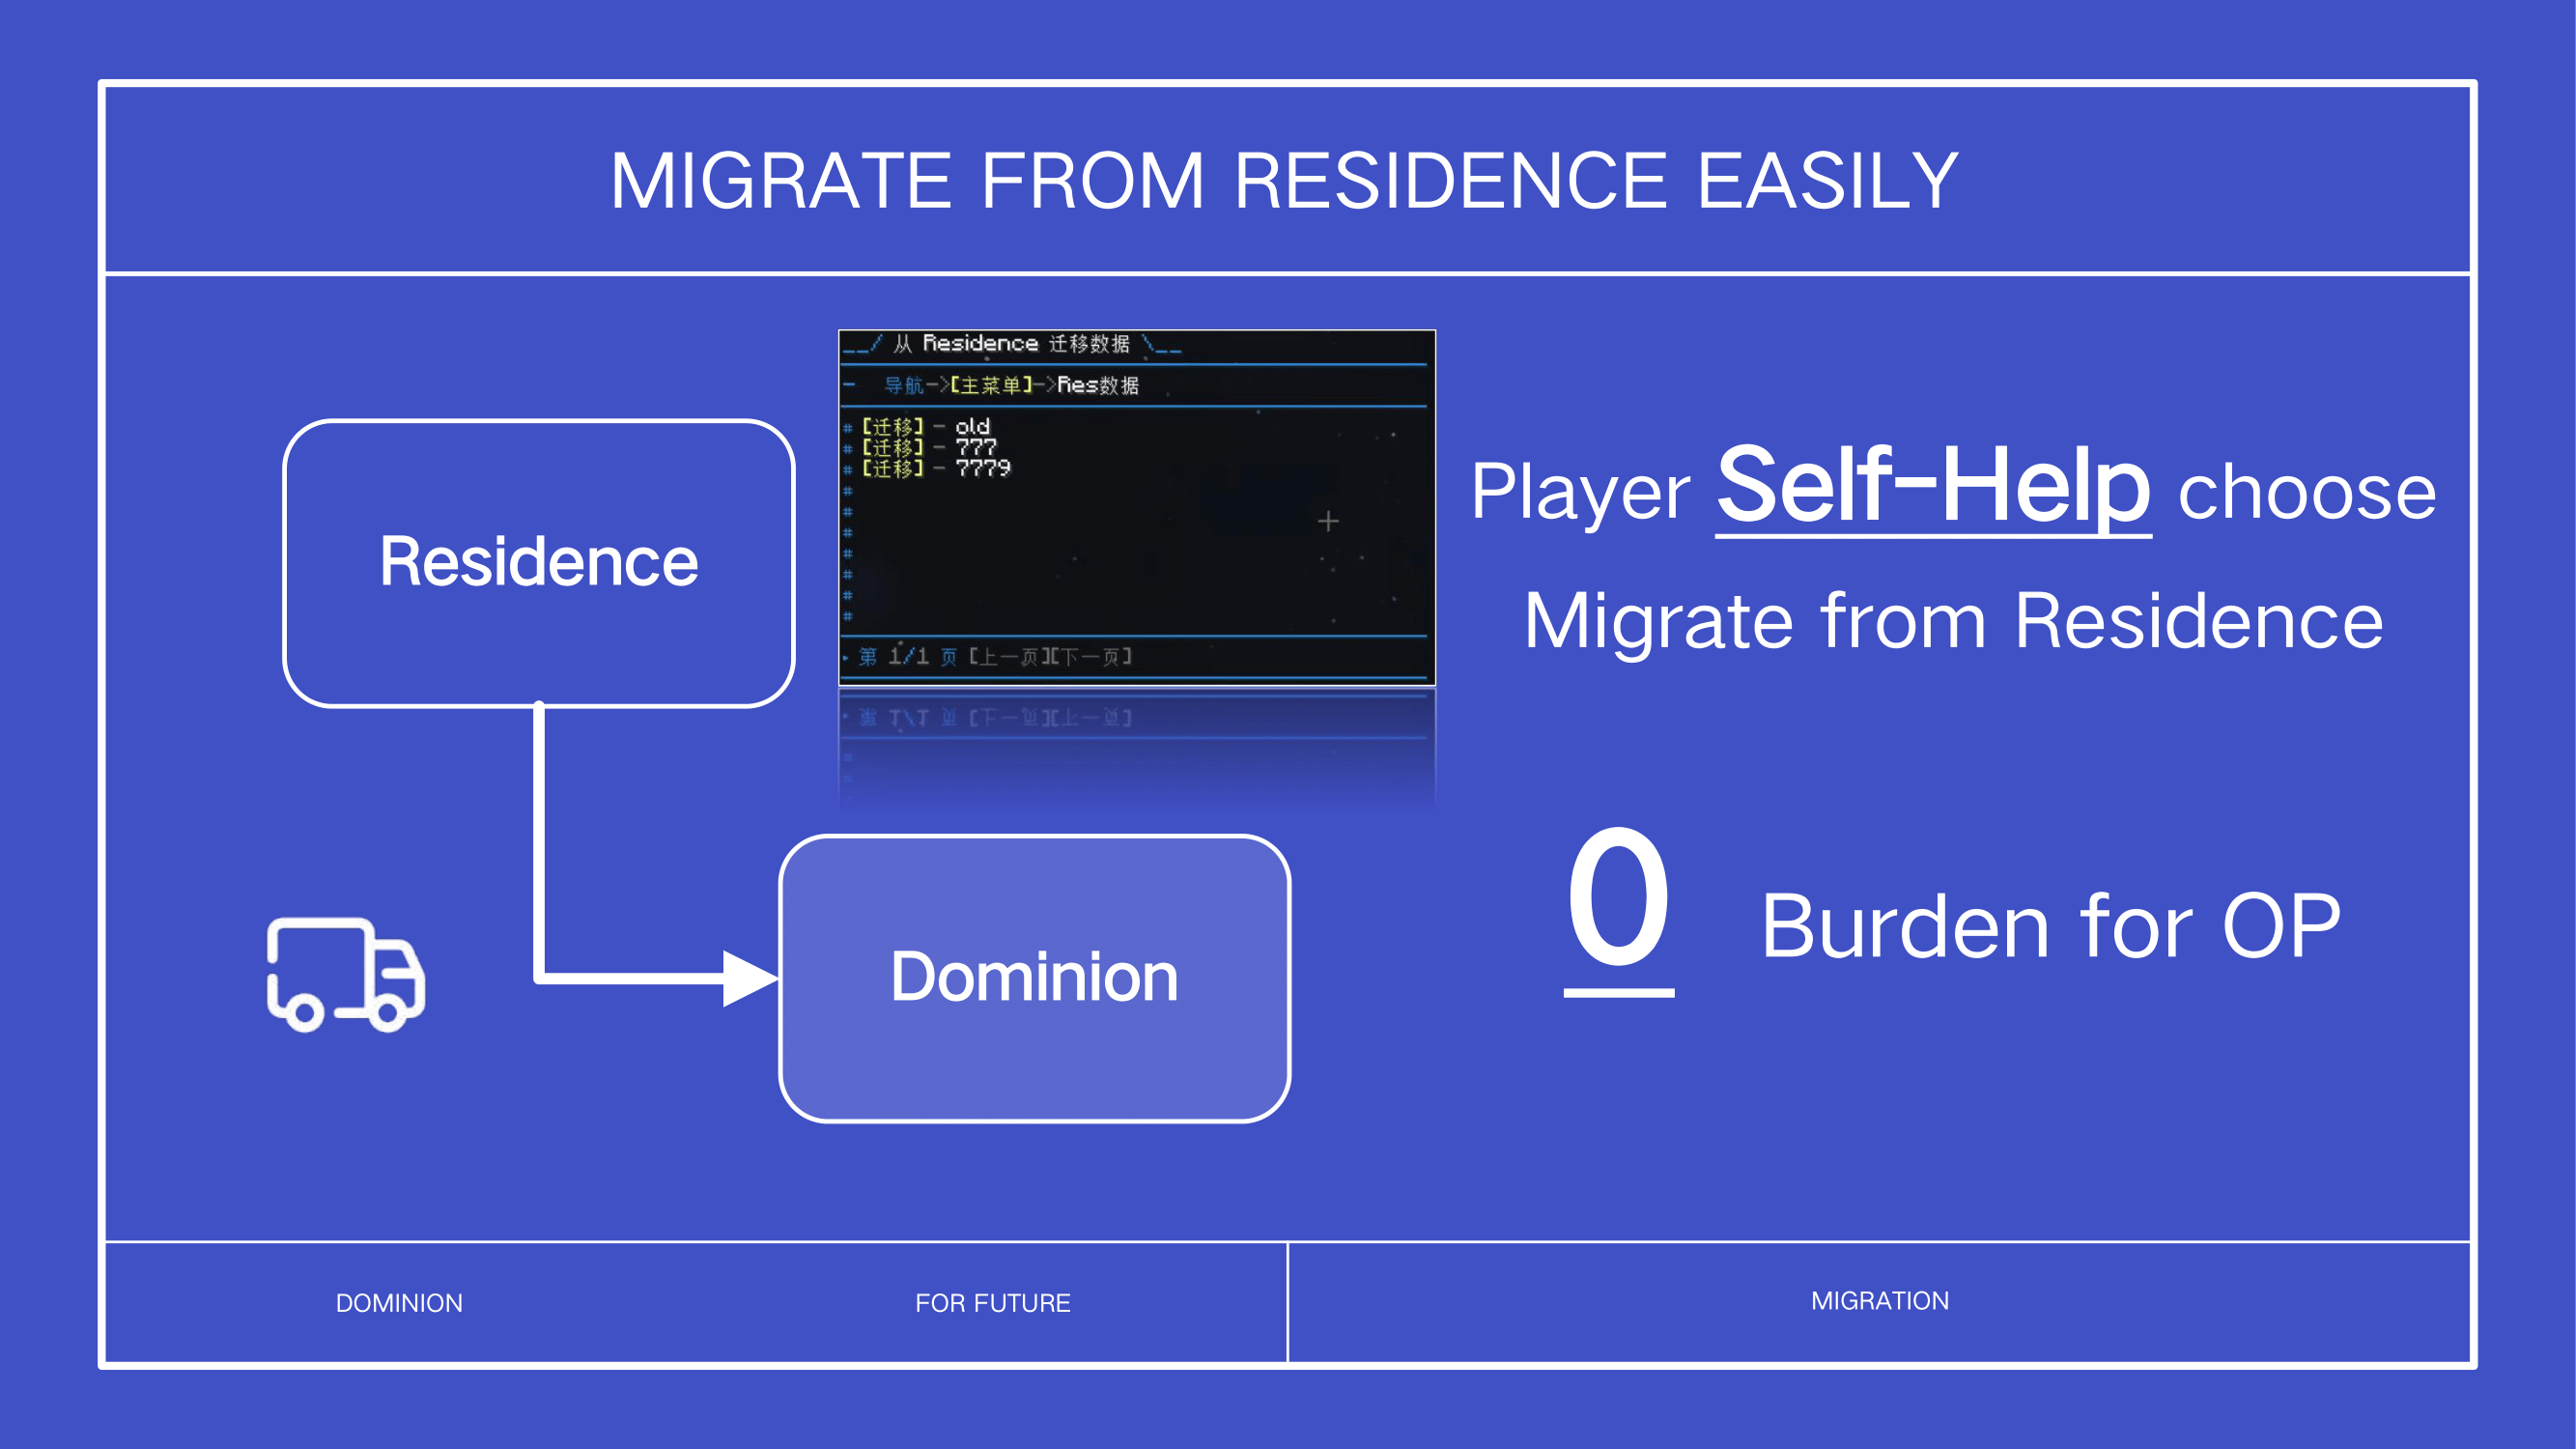 MIGRATE FROM RESIDENCE EASILY
Residence
__/ 从 Residence 迁移数据 \__
— 导航->[主菜单]->Res数据
# [迁移] - old
# [迁移] - 777
# [迁移] - 7779
#
#
#
#
#
#
#
▸ 第 1/1 页 [上一页][下一页]
Player Self-Help choose
Migrate from Residence
0 Burden for OP
Dominion
DOMINION
FOR FUTURE
MIGRATION